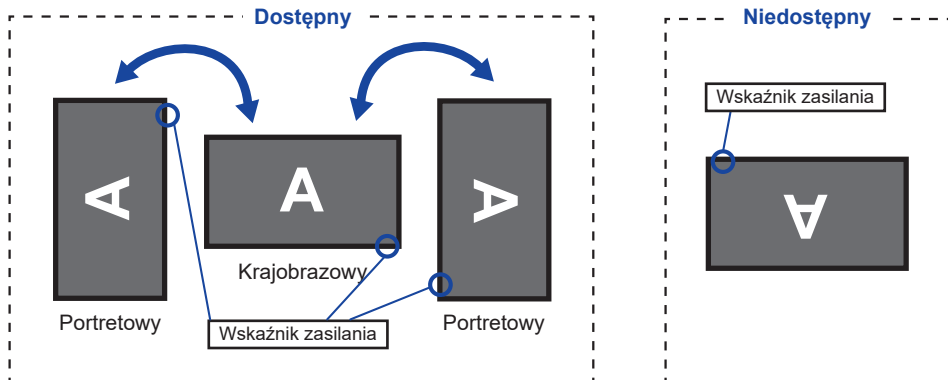 Dostępny
A
A
A
Krajobrazowy
Portretowy
Wskaźnik zasilania
Portretowy
Niedostępny
Wskaźnik zasilania
A